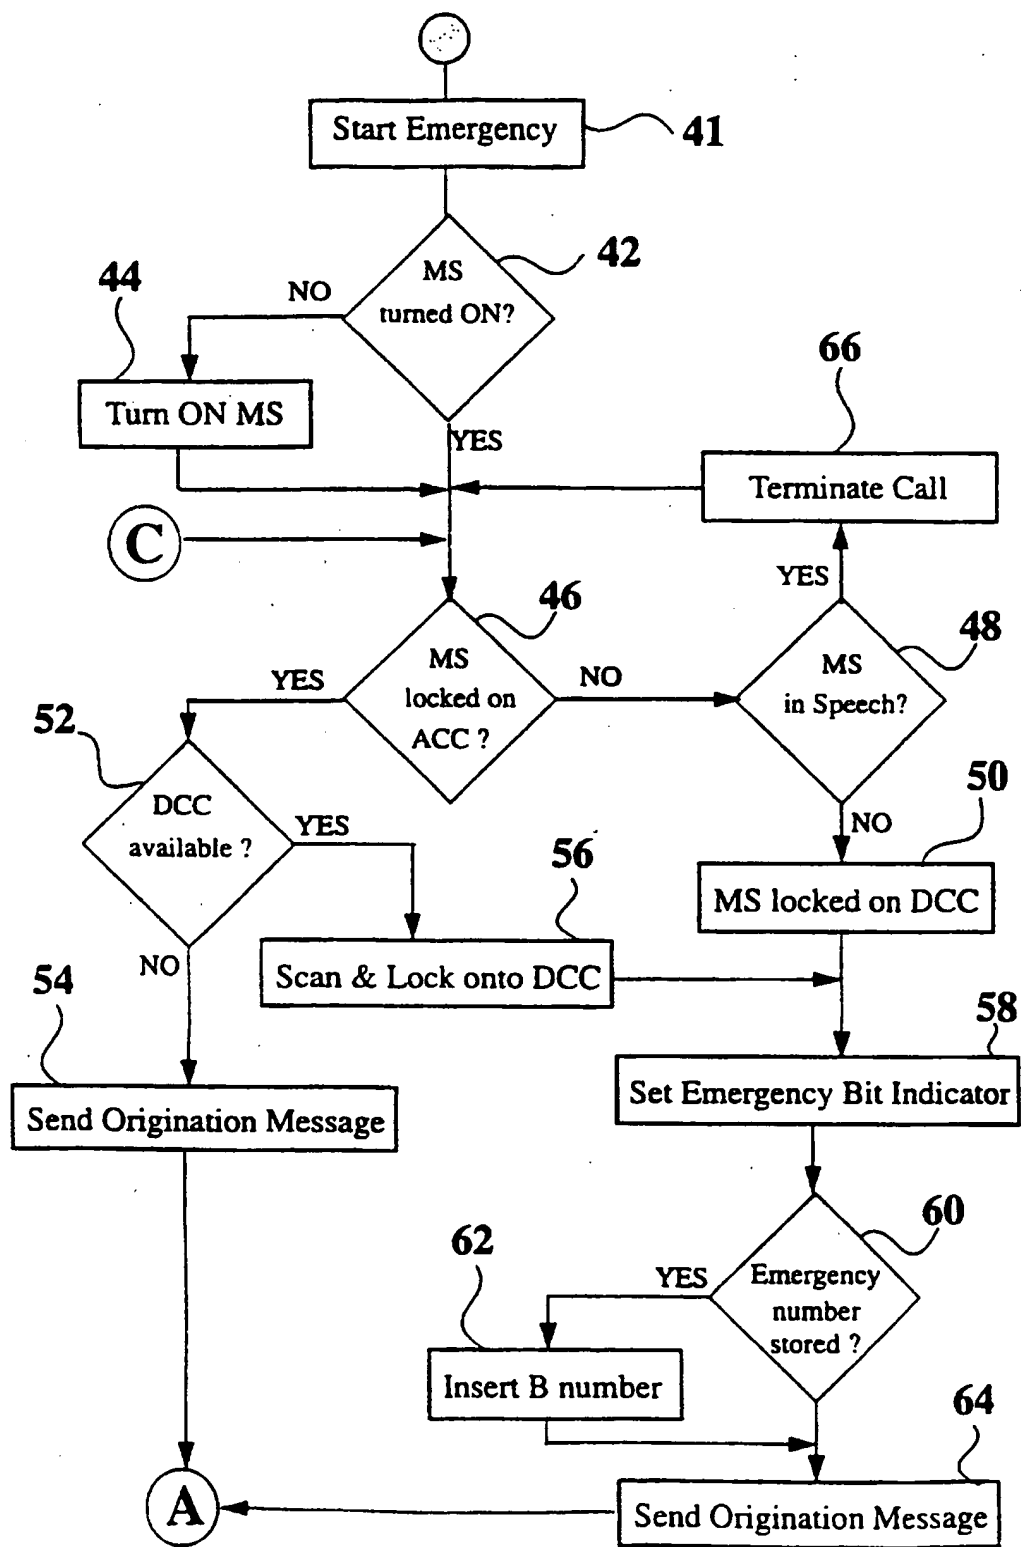 Start Emergency
41
MS
turned ON?
42
NO
44
Turn ON MS
YES
66
Terminate Call
C
YES
46
MS
locked on
ACC ?
YES
NO
48
MS
in Speech?
52
DCC
available ?
YES
NO
50
MS locked on DCC
56
Scan & Lock onto DCC
NO
54
Send Origination Message
58
Set Emergency Bit Indicator
60
Emergency
number
stored ?
YES
62
Insert B number
64
Send Origination Message
A